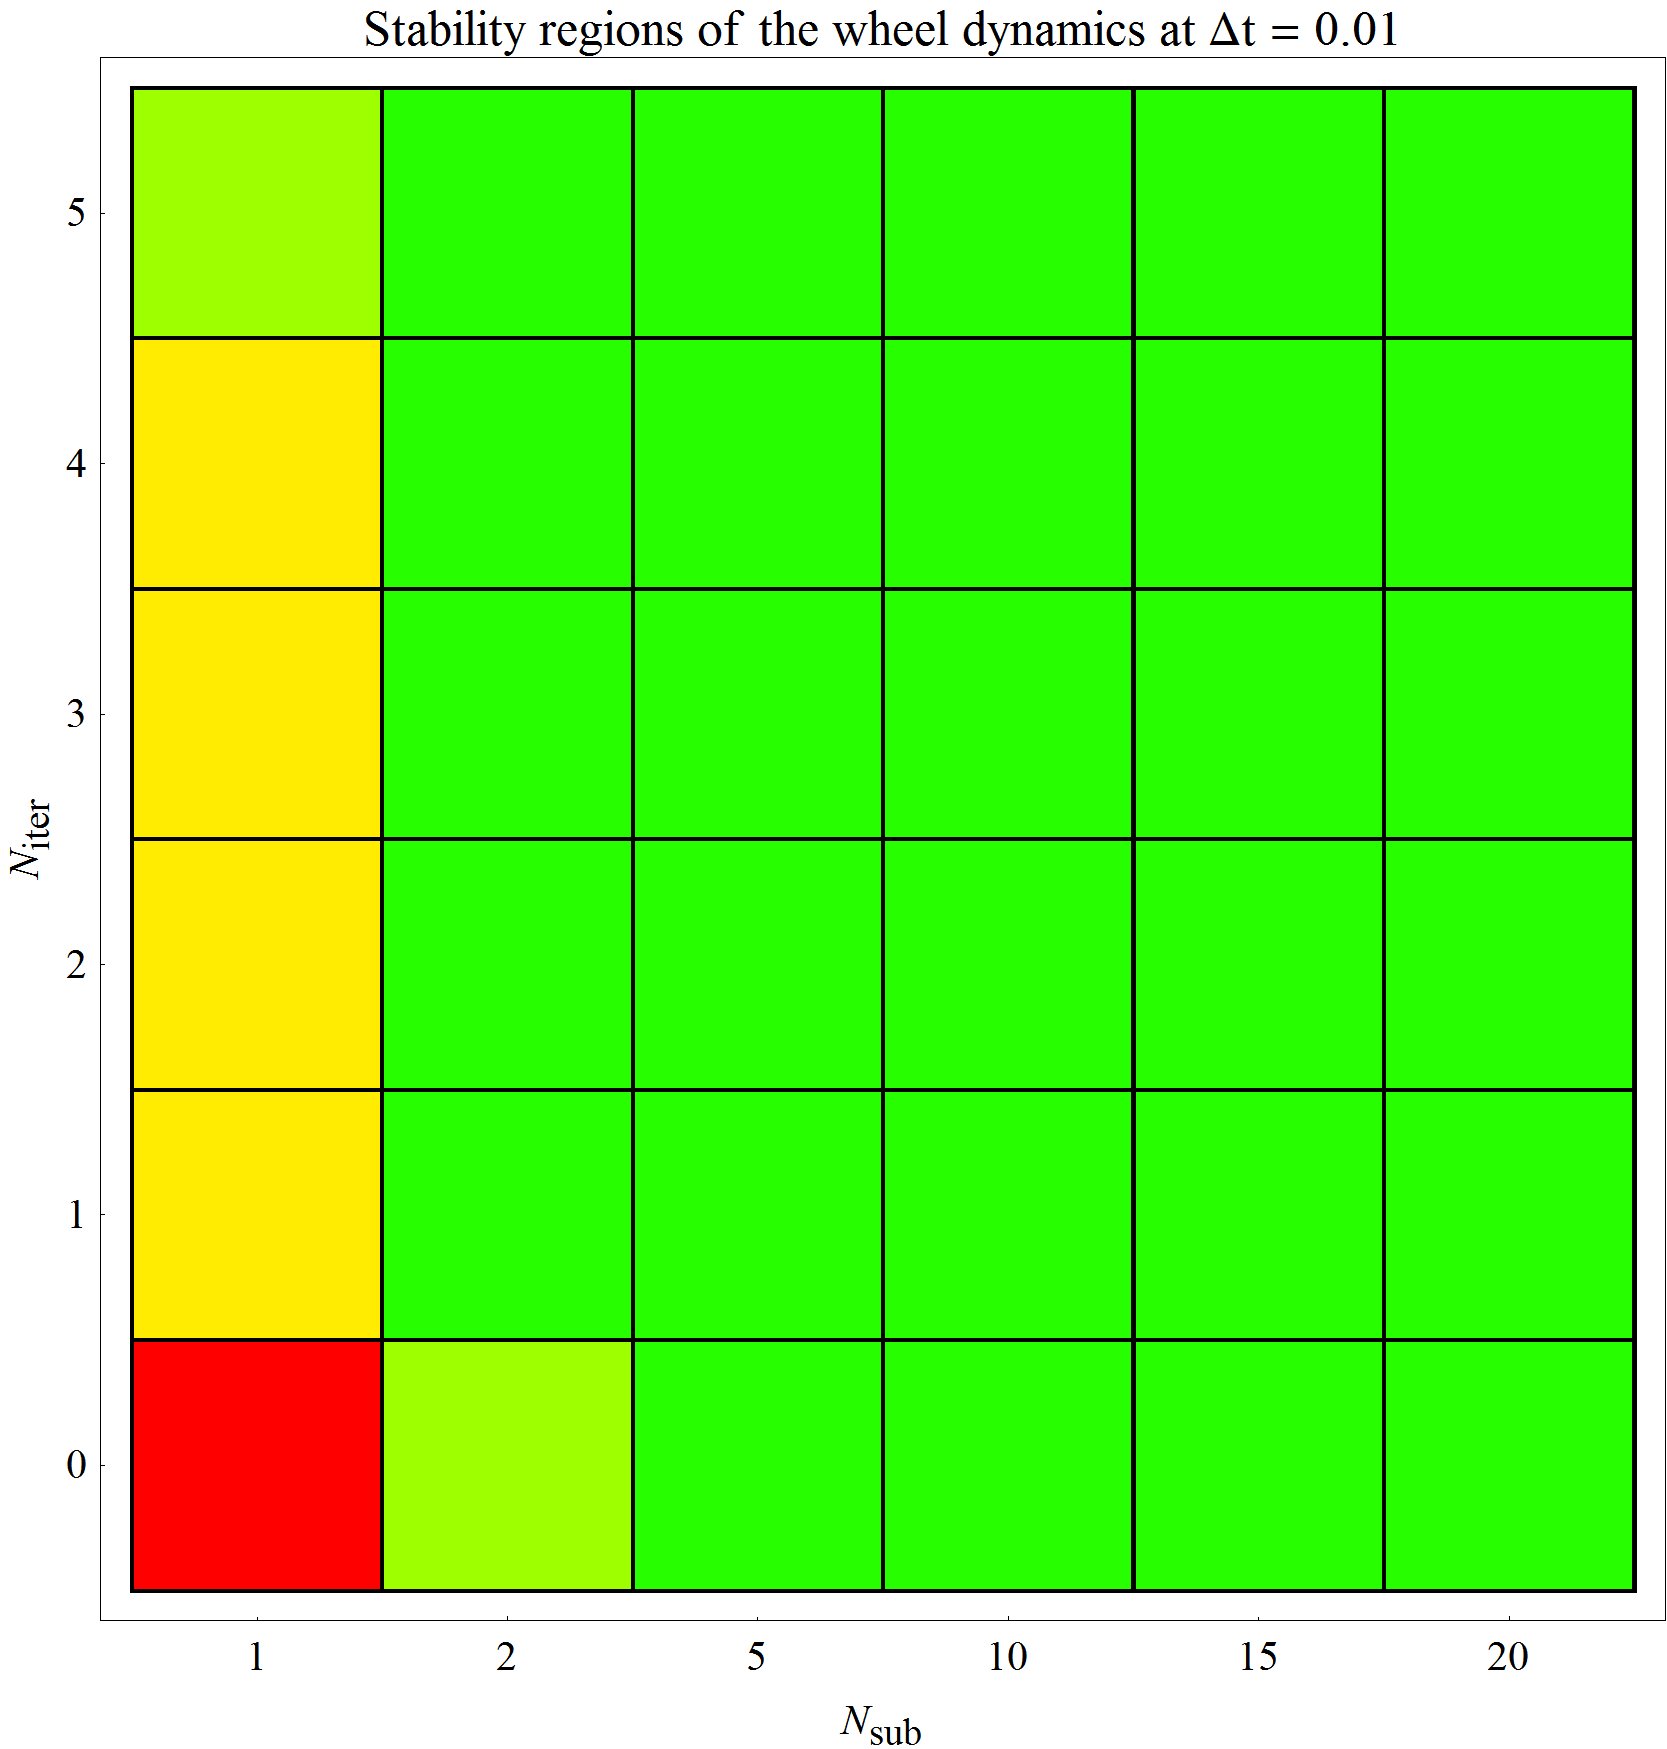 Stability regions of the wheel dynamics at Δt = 0.01
5
4
3
2
1
0
N_iter
1 2 5 10 15 20
N_sub